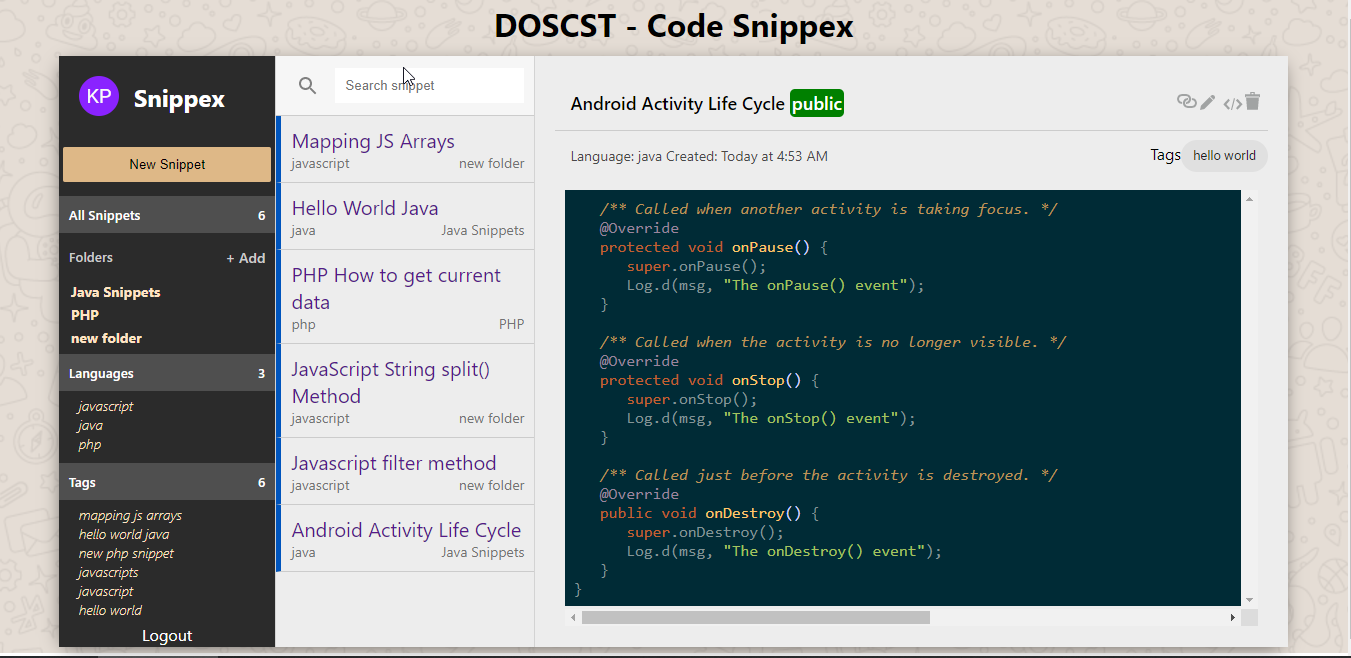 DOSCST - Code Snippex
KP
Snippex
New Snippet
All Snippets 6
Folders + Add
Java Snippets
PHP
new folder
Languages 3
javascript
java
php
Tags 6
mapping js arrays
hello world java
new php snippet
javascripts
javascript
hello world
Logout
Search snippet
Mapping JS Arrays
javascript new folder
Hello World Java
java Java Snippets
PHP How to get current
data
php PHP
JavaScript String split()
Method
javascript new folder
Javascript filter method
javascript new folder
Android Activity Life Cycle
java Java Snippets
Android Activity Life Cycle public
Language: java Created: Today at 4:53 AM
Tags hello world
/** Called when another activity is taking focus. */
@Override
protected void onPause() {
super.onPause();
Log.d(msg, "The onPause() event");
}
/** Called when the activity is no longer visible. */
@Override
protected void onStop() {
super.onStop();
Log.d(msg, "The onStop() event");
}
/** Called just before the activity is destroyed. */
@Override
public void onDestroy() {
super.onDestroy();
Log.d(msg, "The onDestroy() event");
}
}